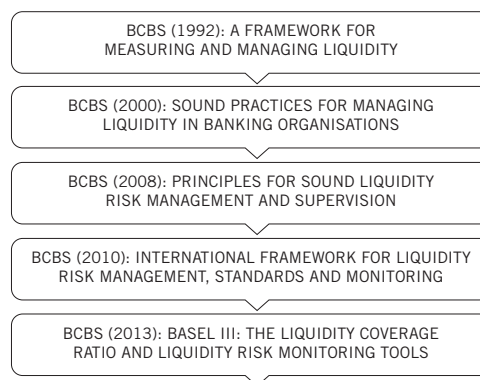 BCBS (1992): A FRAMEWORK FOR
MEASURING AND MANAGING LIQUIDITY
BCBS (2000): SOUND PRACTICES FOR MANAGING
LIQUIDITY IN BANKING ORGANISATIONS
BCBS (2008): PRINCIPLES FOR SOUND LIQUIDITY
RISK MANAGEMENT AND SUPERVISION
BCBS (2010): INTERNATIONAL FRAMEWORK FOR LIQUIDITY
RISK MANAGEMENT, STANDARDS AND MONITORING
BCBS (2013): BASEL III: THE LIQUIDITY COVERAGE
RATIO AND LIQUIDITY RISK MONITORING TOOLS